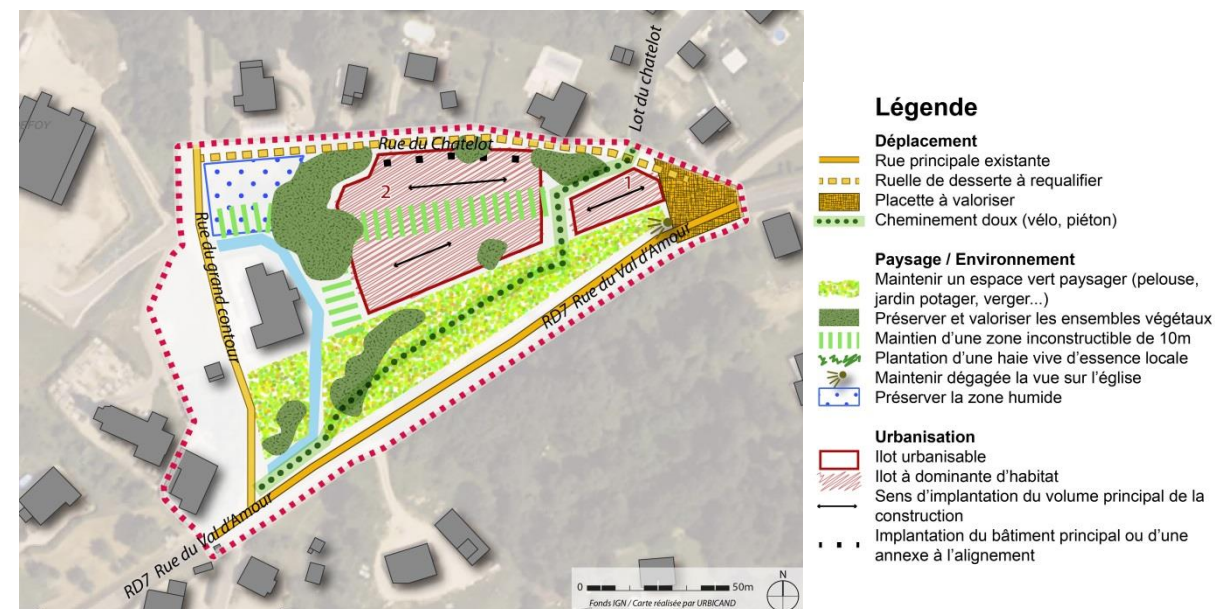 EFOY
Rue du Chatelot
Lot du chatelot
1
2
Rue du grand contour
RD7 Rue du Val d'Amour
RD7 Rue du Val d'Amour
0
50m
N
Fonds IGN / Carte réalisée par URBICAND
Légende
Déplacement
Rue principale existante
Ruelle de desserte à requalifier
Placette à valoriser
Cheminement doux (vélo, piéton)
Paysage / Environnement
Maintenir un espace vert paysager (pelouse,
jardin potager, verger...)
Préserver et valoriser les ensembles végétaux
Maintien d'une zone inconstructible de 10m
Plantation d'une haie vive d'essence locale
Maintenir dégagée la vue sur l'église
Préserver la zone humide
Urbanisation
Ilot urbanisable
Ilot à dominante d'habitat
Sens d'implantation du volume principal de la
construction
Implantation du bâtiment principal ou d'une
annexe à l'alignement